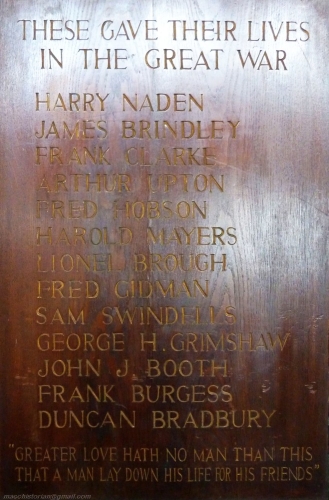 THESE GAVE THEIR LIVES
IN THE GREAT WAR
HARRY NADEN
JAMES BRINDLEY
FRANK CLARKE
ARTHUR UPTON
FRED HOBSON
HAROLD MAYERS
LIONEL BROUGH
FRED GIDMAN
SAM SWINDELLS
GEORGE H. GRIMSHAW
JOHN J. BOOTH
FRANK BURGESS
DUNCAN BRADBURY
"GREATER LOVE HATH NO MAN THAN THIS
THAT A MAN LAY DOWN HIS LIFE FOR HIS FRIENDS"